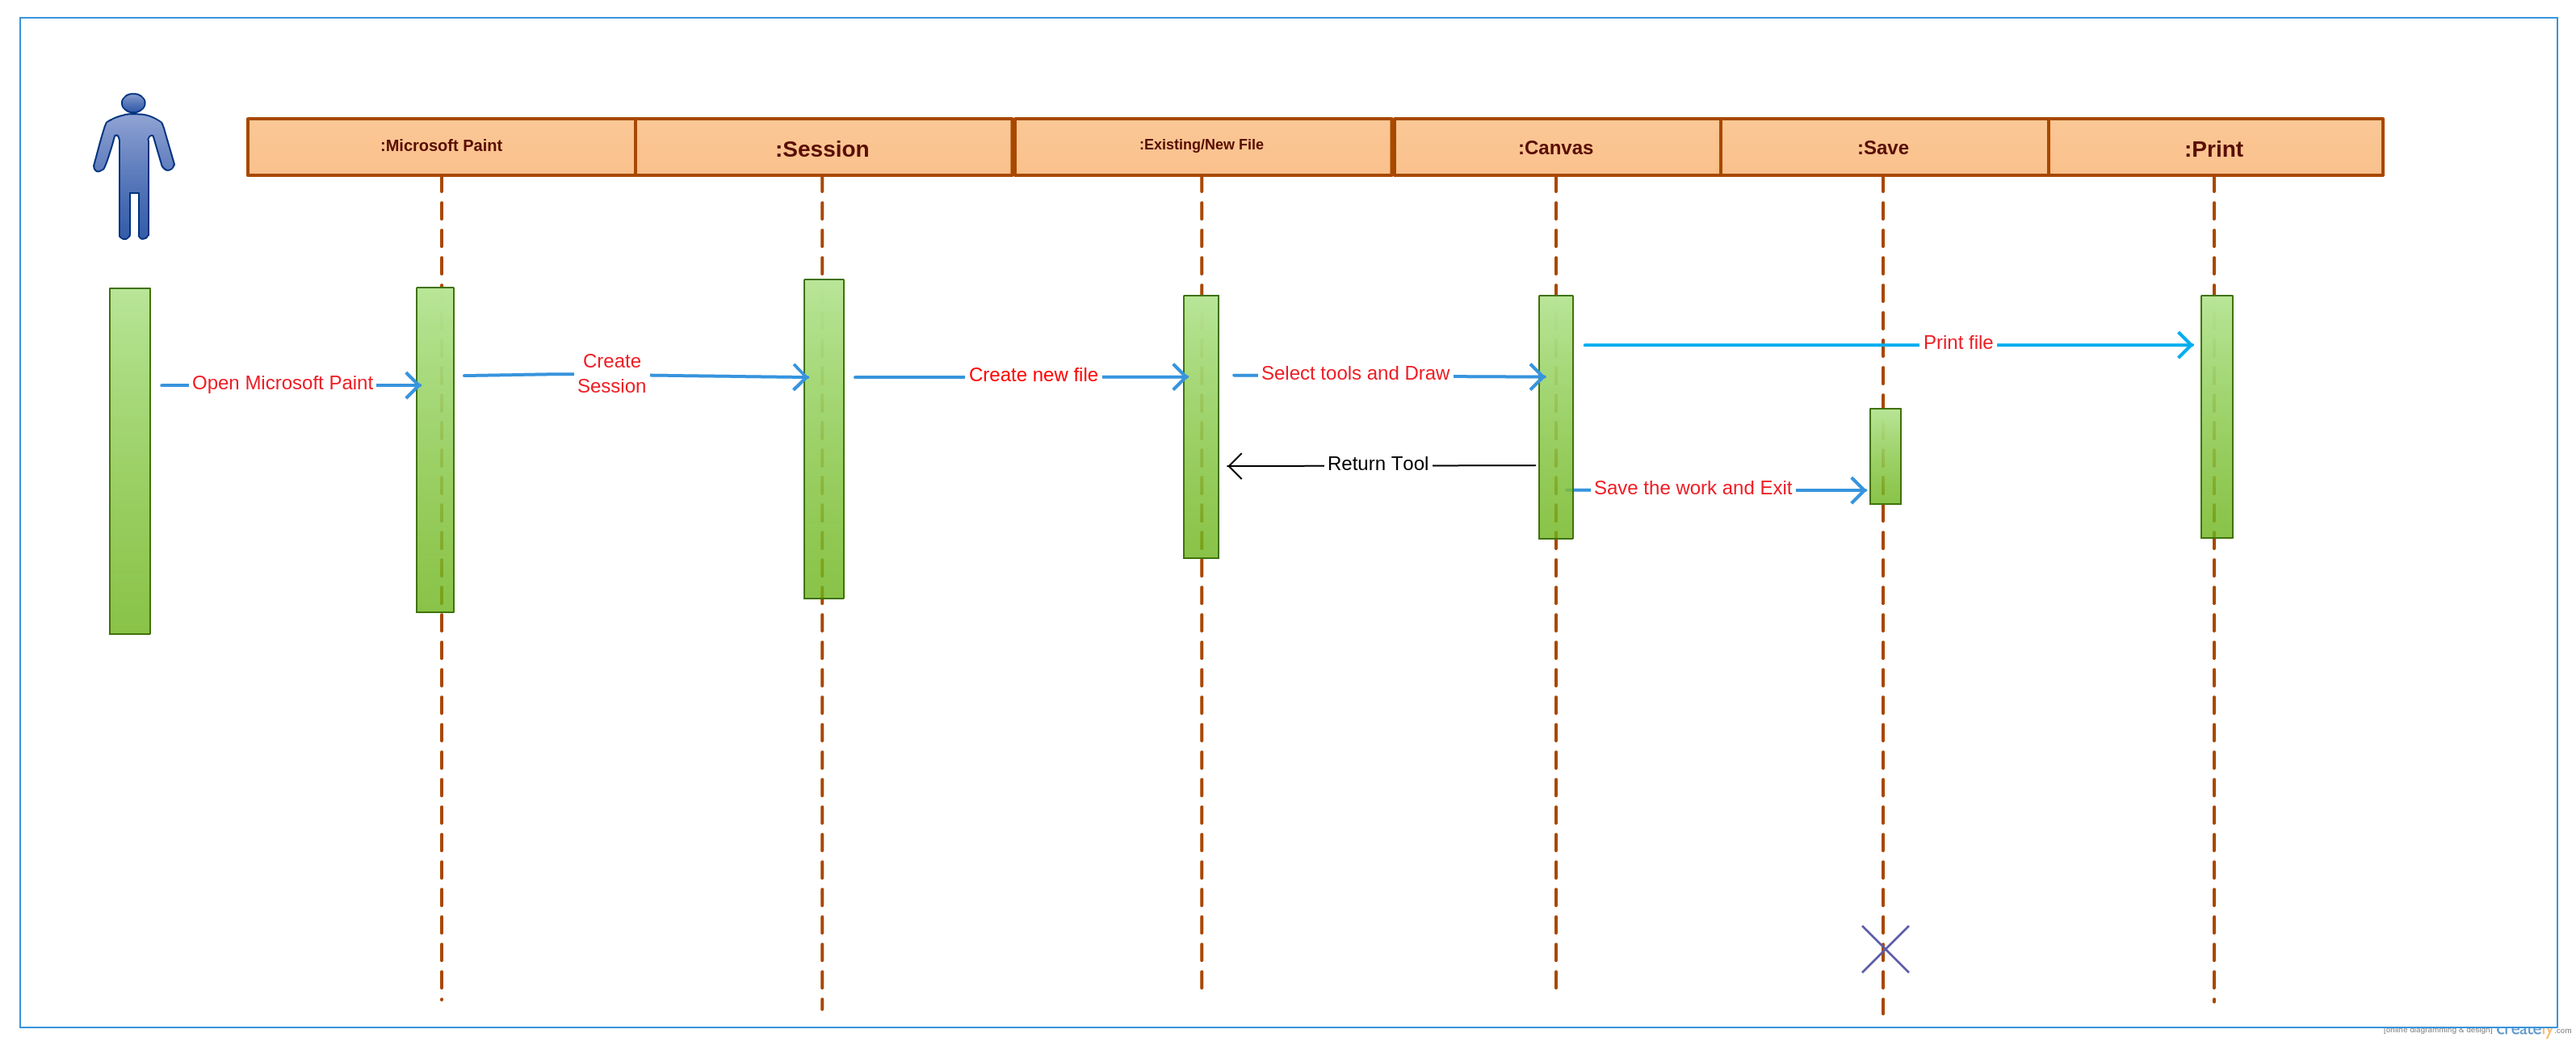 :Microsoft Paint
:Session
:Existing/New File
:Canvas
:Save
:Print
Print file
Open Microsoft Paint
Create
Session
Create new file
Select tools and Draw
Return Tool
Save the work and Exit
[online diagramming & design] creately.com